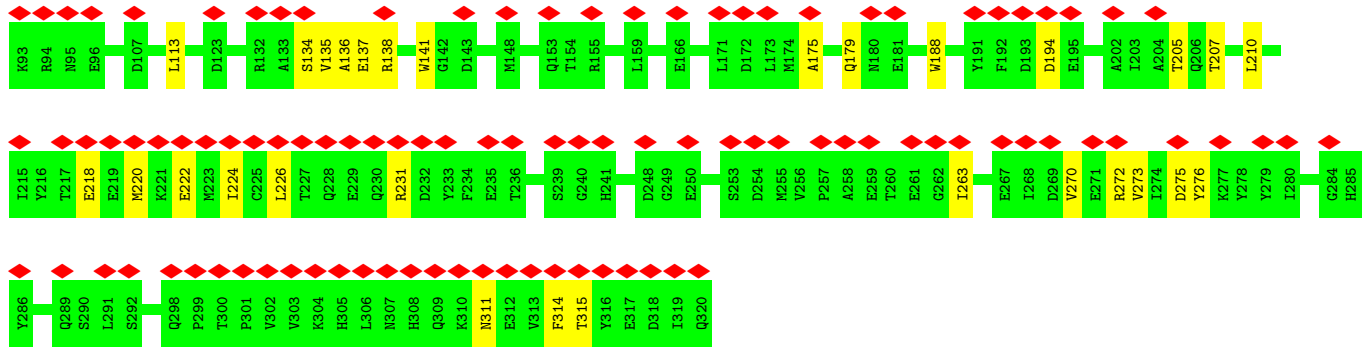 K93 R94 N95 E96 D107 L113 D123 R132 A133 S134 V135 A136 E137 R138 W141 G142 D143 M148 Q153 T154 R155 L159 E166 L171 D172 L173 M174 A175 Q179 N180 E181 W188 Y191 F192 D193 D194 E195 A202 I203 A204 T205 Q206 T207 L210
I215 Y216 T217 E218 E219 M220 K221 E222 M223 I224 C225 L226 T227 Q228 E229 Q230 R231 D232 Y233 F234 E235 T236 S239 G240 H241 D248 G249 E250 S253 D254 M255 V256 P257 A258 E259 T260 E261 G262 I263 E267 I268 D269 V270 E271 R272 V273 I274 D275 Y276 K277 Y278 Y279 I280 G284 H285
Y286 Q289 S290 L291 S292 Q298 P299 T300 P301 V302 V303 K304 H305 L306 N307 H308 Q309 K310 N311 E312 V313 F314 T315 Y316 E317 D318 I319 Q320